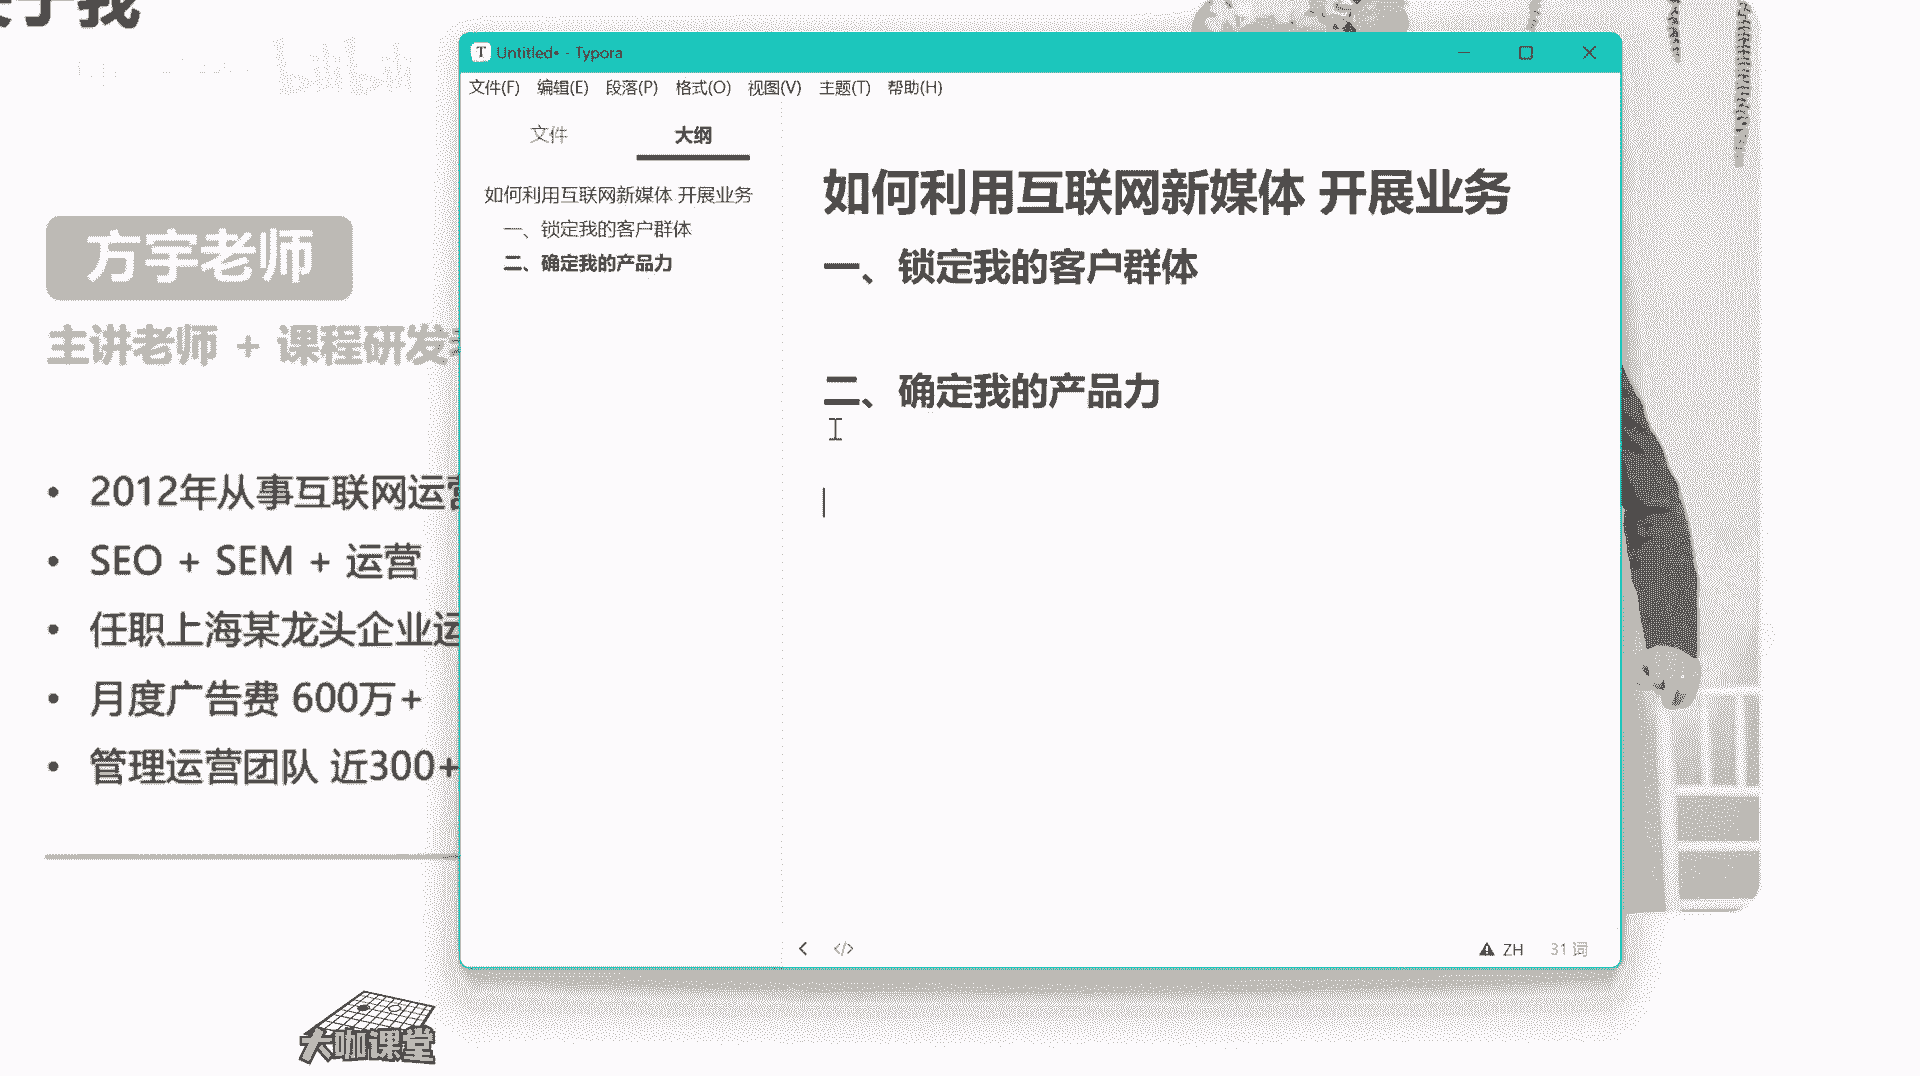 关于我
bilibili
方宇老师
主讲老师 + 课程研发
• 2012年从事互联网运营
• SEO + SEM + 运营
• 任职上海某龙头企业运
• 月度广告费 600万+
• 管理运营团队 近300+
大咖课堂
Untitled• - Typora
文件(F) 编辑(E) 段落(P) 格式(O) 视图(V) 主题(T) 帮助(H)
文件 大纲
如何利用互联网新媒体 开展业务
一、锁定我的客户群体
二、确定我的产品力
如何利用互联网新媒体 开展业务
一、锁定我的客户群体
二、确定我的产品力
</> ZH 31 词